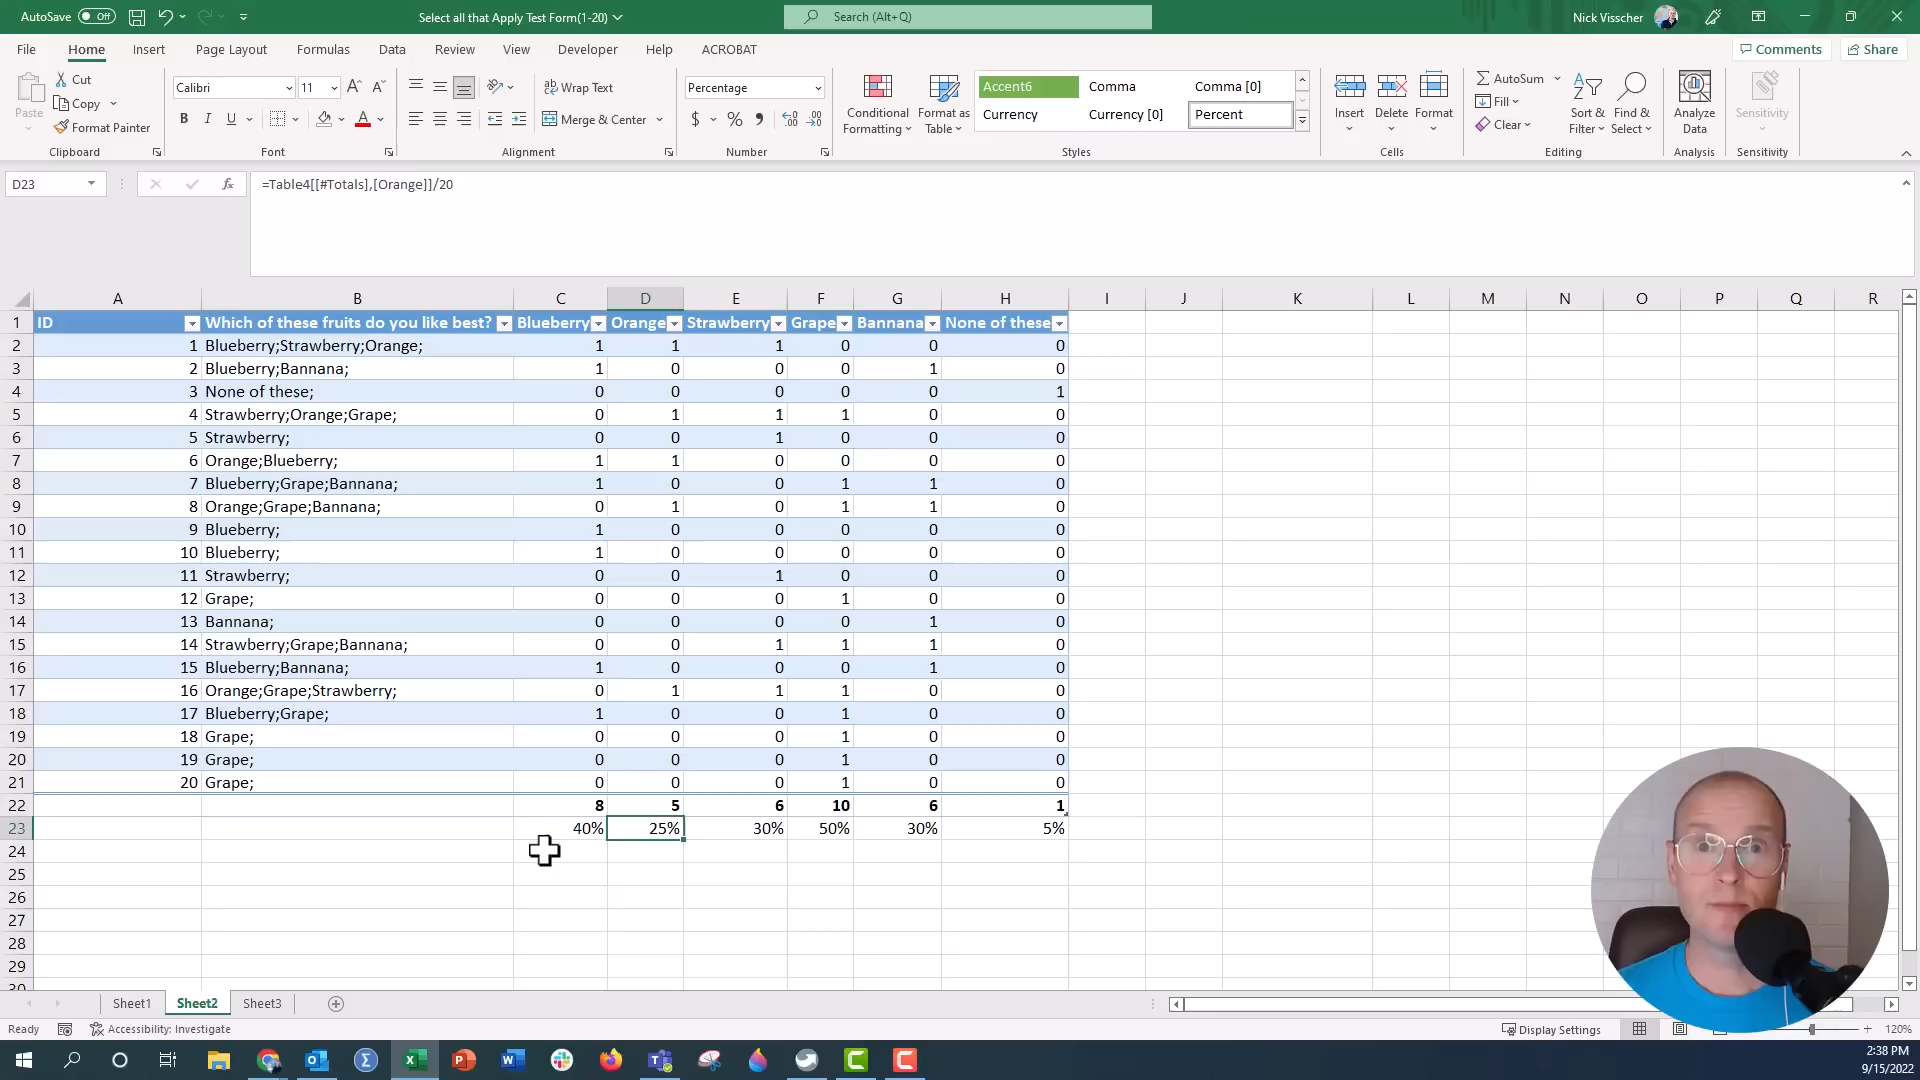 AutoSave Off Select all that Apply Test Form(1-20) Search (Alt+Q) Nick Visscher
File Home Insert Page Layout Formulas Data Review View Developer Help ACROBAT Comments Share
Paste Cut Copy Format Painter Clipboard
Calibri 11 B I U A Font
Wrap Text Merge & Center Alignment
Percentage $ % Number
Conditional Formatting Format as Table
Accent6 Comma Comma [0]
Currency Currency [0] Percent
Styles
Insert Delete Format Cells
AutoSum Fill Clear Sort & Filter Find & Select Editing
Analyze Data Analysis
Sensitivity Sensitivity
D23 fx =Table4[[#Totals],[Orange]]/20
A B C D E F G H I J K L M N O P Q R
1 ID Which of these fruits do you like best? Blueberry Orange Strawberry Grape Bannana None of these
2 1 Blueberry;Strawberry;Orange; 1 1 1 0 0 0
3 2 Blueberry;Bannana; 1 0 0 0 1 0
4 3 None of these; 0 0 0 0 0 1
5 4 Strawberry;Orange;Grape; 0 1 1 1 0 0
6 5 Strawberry; 0 0 1 0 0 0
7 6 Orange;Blueberry; 1 1 0 0 0 0
8 7 Blueberry;Grape;Bannana; 1 0 0 1 1 0
9 8 Orange;Grape;Bannana; 0 1 0 1 1 0
10 9 Blueberry; 1 0 0 0 0 0
11 10 Blueberry; 1 0 0 0 0 0
12 11 Strawberry; 0 0 1 0 0 0
13 12 Grape; 0 0 0 1 0 0
14 13 Bannana; 0 0 0 0 1 0
15 14 Strawberry;Grape;Bannana; 0 0 1 1 1 0
16 15 Blueberry;Bannana; 1 0 0 0 1 0
17 16 Orange;Grape;Strawberry; 0 1 1 1 0 0
18 17 Blueberry;Grape; 1 0 0 1 0 0
19 18 Grape; 0 0 0 1 0 0
20 19 Grape; 0 0 0 1 0 0
21 20 Grape; 0 0 0 1 0 0
22 8 5 6 10 6 1
23 40% 25% 30% 50% 30% 5%
24
25
26
27
28
29
30
Sheet1 Sheet2 Sheet3
Ready Accessibility: Investigate Display Settings 120%
2:38 PM
9/15/2022